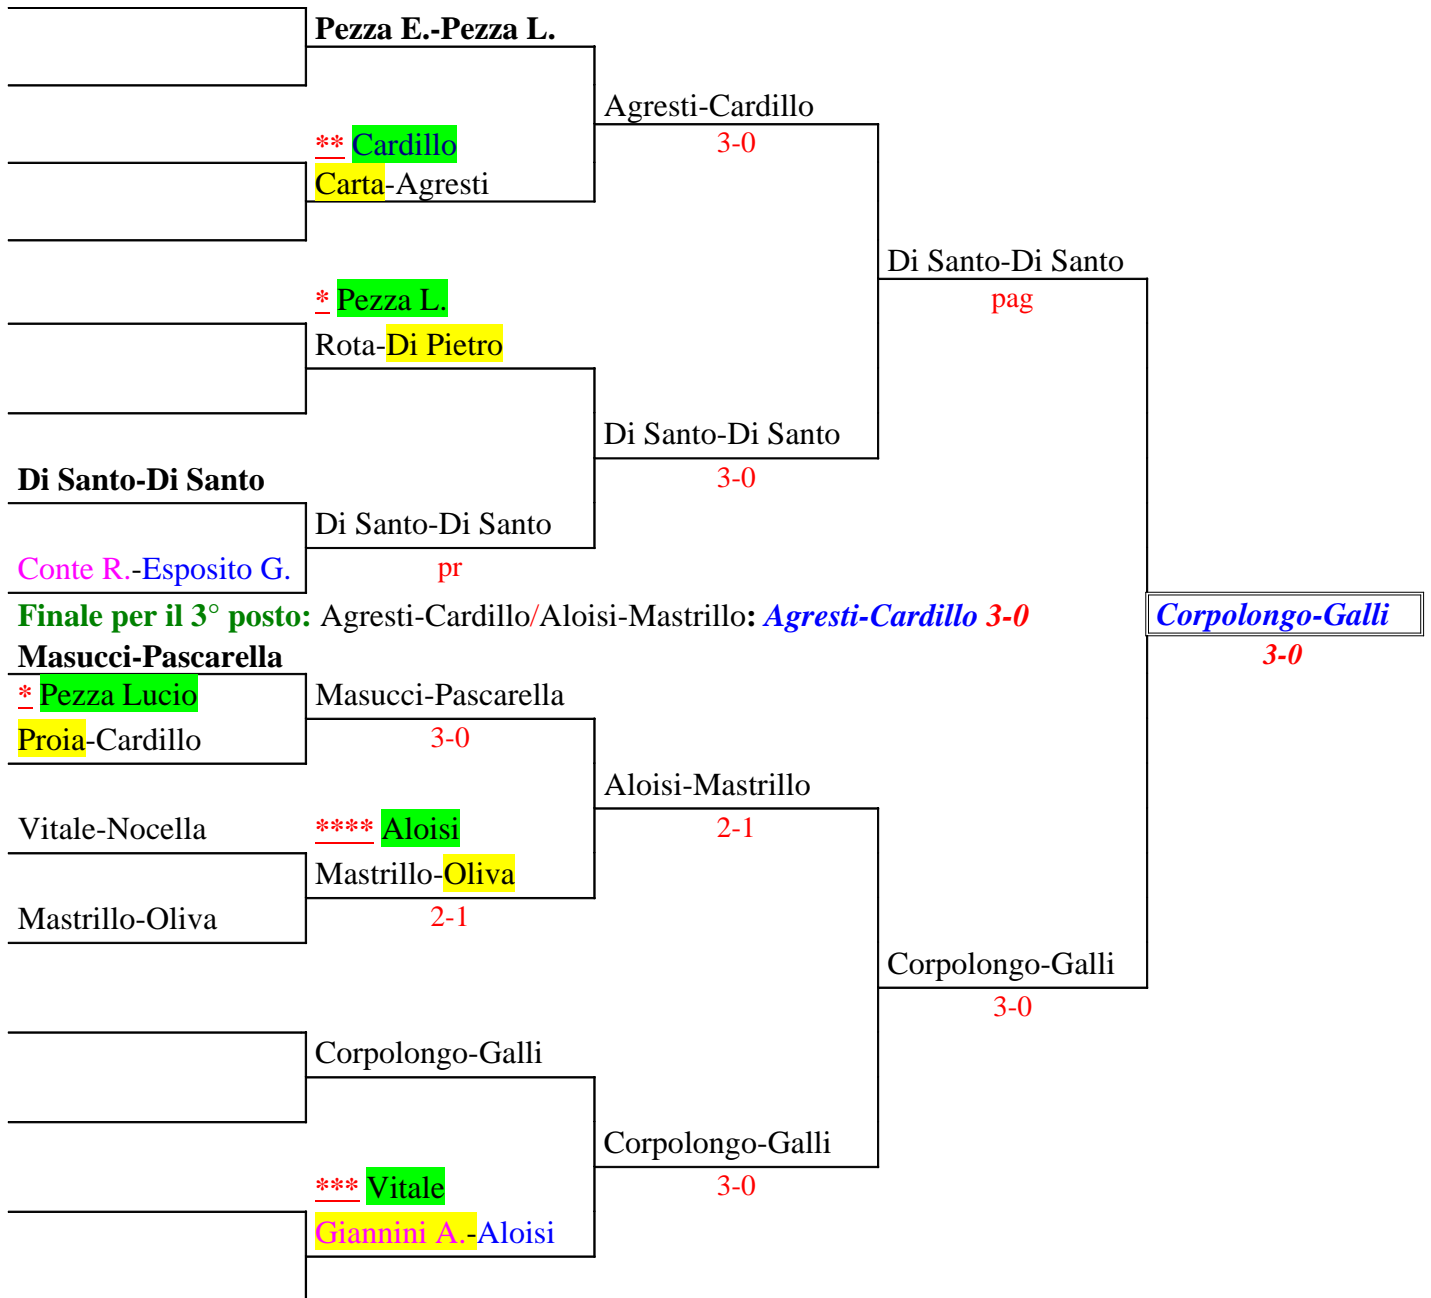 Pezza E.-Pezza L.
Agresti-Cardillo
** Cardillo
3-0
Carta-Agresti
Di Santo-Di Santo
* Pezza L.
pag
Rota-Di Pietro
Di Santo-Di Santo
Di Santo-Di Santo
3-0
Di Santo-Di Santo
Conte R.-Esposito G.
pr
Finale per il 3° posto: Agresti-Cardillo/Aloisi-Mastrillo: Agresti-Cardillo 3-0
Corpolongo-Galli
Masucci-Pascarella
3-0
* Pezza Lucio
Masucci-Pascarella
Proia-Cardillo
3-0
Aloisi-Mastrillo
Vitale-Nocella
**** Aloisi
2-1
Mastrillo-Oliva
Mastrillo-Oliva
2-1
Corpolongo-Galli
3-0
Corpolongo-Galli
Corpolongo-Galli
*** Vitale
3-0
Giannini A.-Aloisi